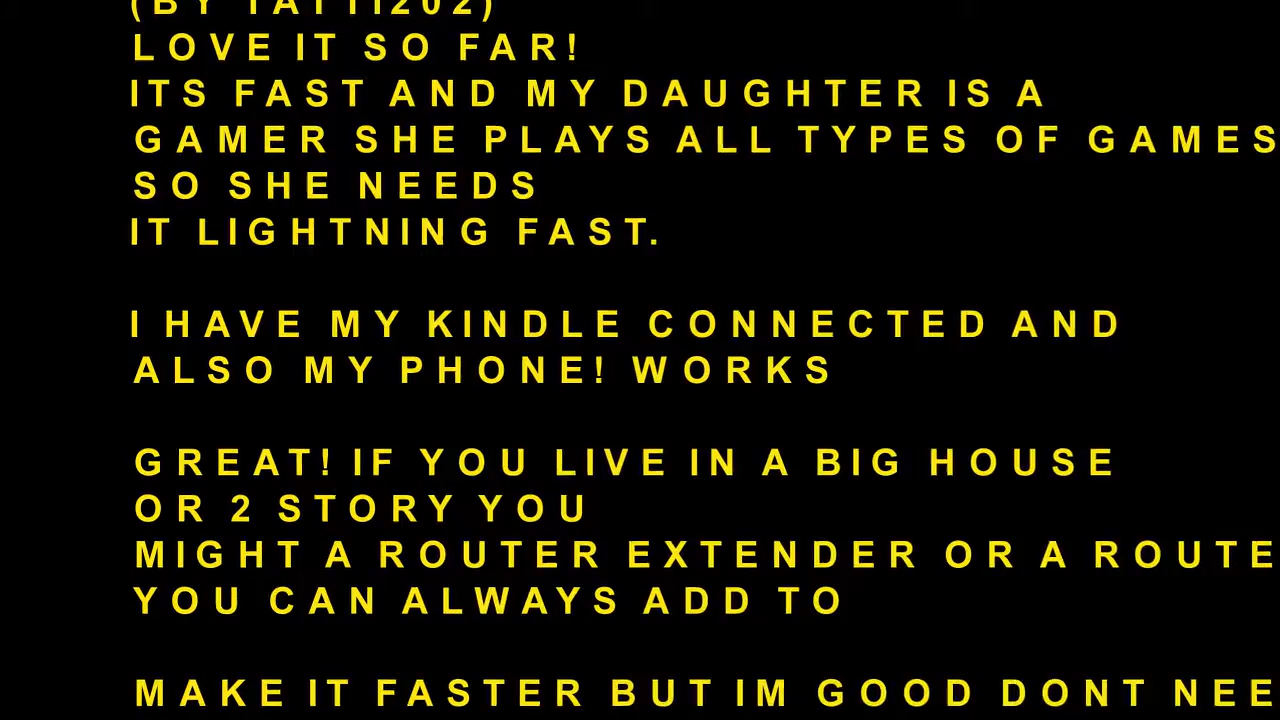 LOVE IT SO FAR!
ITS FAST AND MY DAUGHTER IS A
GAMER SHE PLAYS ALL TYPES OF GAMES
SO SHE NEEDS
IT LIGHTNING FAST.
I HAVE MY KINDLE CONNECTED AND
ALSO MY PHONE! WORKS
GREAT! IF YOU LIVE IN A BIG HOUSE
OR 2 STORY YOU
MIGHT A ROUTER EXTENDER OR A ROUTE
YOU CAN ALWAYS ADD TO
MAKE IT FASTER BUT IM GOOD DONT NEE